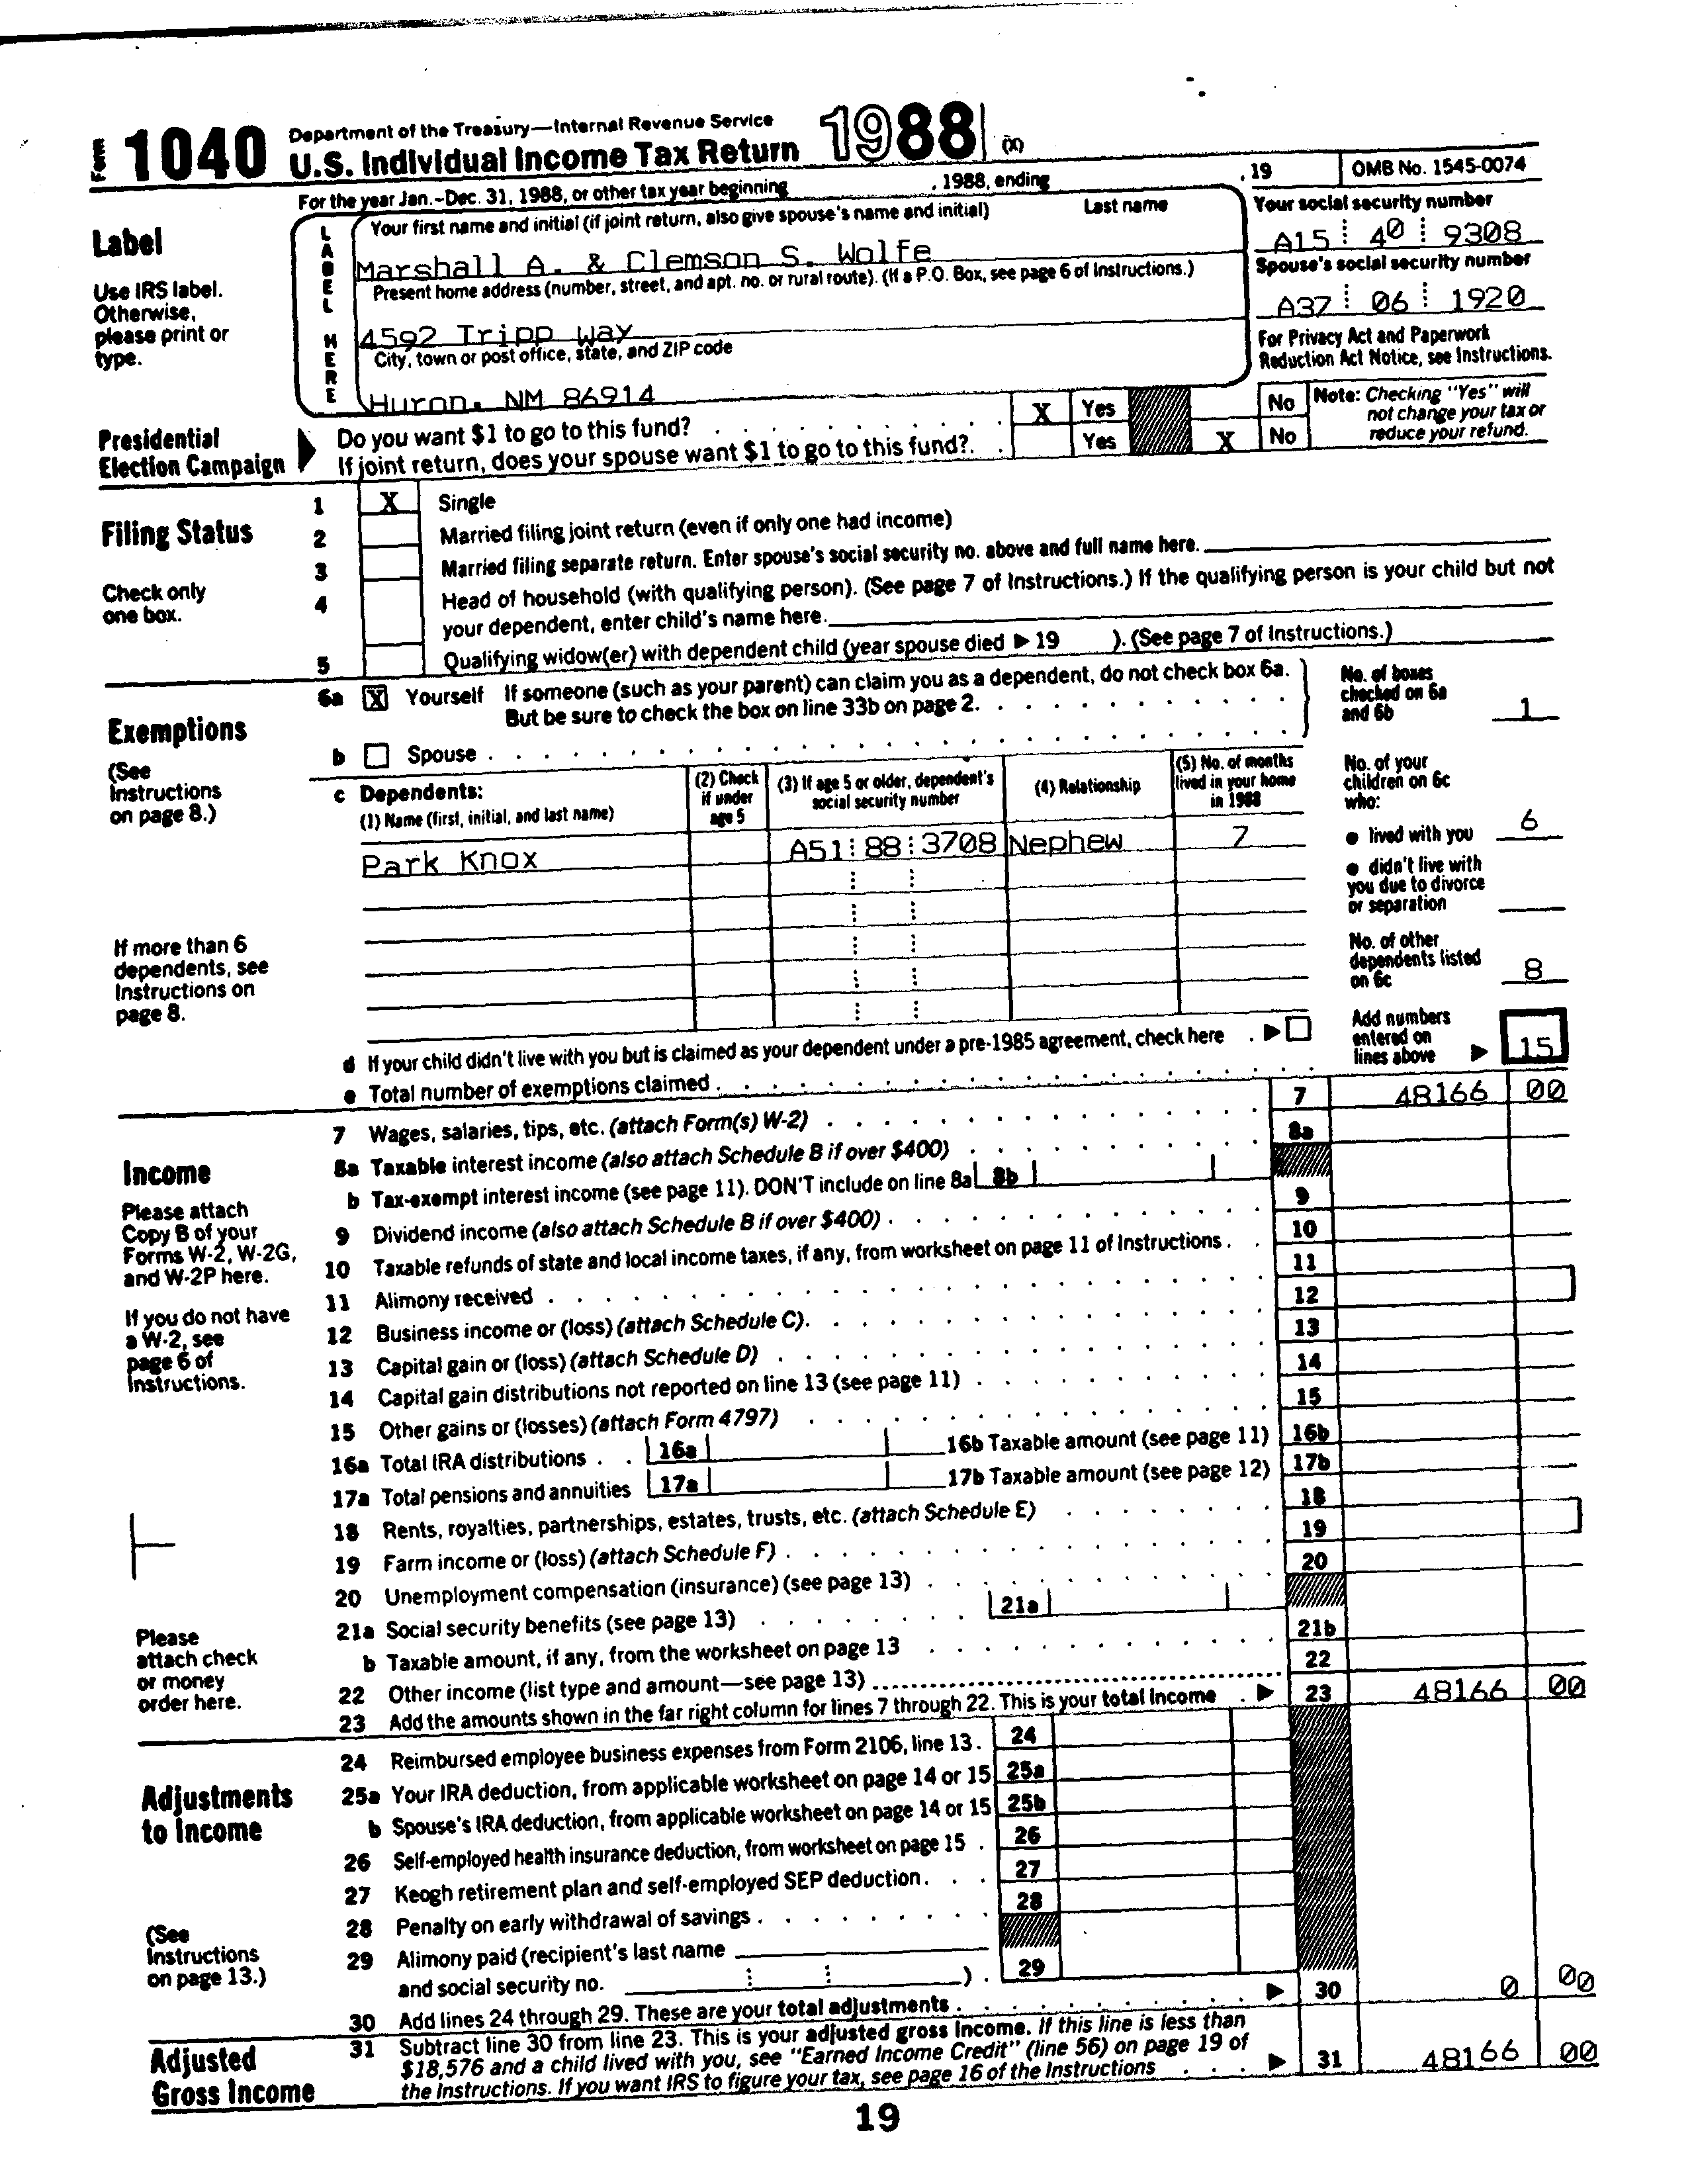 Form 1040 Department of the Treasury—Internal Revenue Service
U.S. Individual Income Tax Return 1988 (X)
For the year Jan.–Dec. 31, 1988, or other tax year beginning , 1988, ending , 19 OMB No. 1545-0074
Label
Use IRS label.
Otherwise,
please print or
type.
LABEL HERE
Your first name and initial (if joint return, also give spouse's name and initial) Last name
Marshall A. & Clemson S. Wolfe
Your social security number
A15 40 9308
Present home address (number, street, and apt. no. or rural route). (If a P.O. Box, see page 6 of Instructions.)
4592 Tripp Way
Spouse's social security number
A37 06 1920
City, town or post office, state, and ZIP code
Huron, NM 86914
For Privacy Act and Paperwork
Reduction Act Notice, see Instructions.
Presidential
Election Campaign
Do you want $1 to go to this fund? X Yes No
If joint return, does your spouse want $1 to go to this fund? Yes X No
Note: Checking "Yes" will
not change your tax or
reduce your refund.
Filing Status
Check only
one box.
1 X Single
2 Married filing joint return (even if only one had income)
3 Married filing separate return. Enter spouse's social security no. above and full name here.
4 Head of household (with qualifying person). (See page 7 of Instructions.) If the qualifying person is your child but not
your dependent, enter child's name here.
5 Qualifying widow(er) with dependent child (year spouse died ▶ 19 ). (See page 7 of Instructions.)
Exemptions
(See
Instructions
on page 8.)
6a X Yourself If someone (such as your parent) can claim you as a dependent, do not check box 6a.
But be sure to check the box on line 33b on page 2.
b Spouse
No. of boxes
checked on 6a
and 6b 1
c Dependents:
(1) Name (first, initial, and last name)
(2) Check
if under
age 5
(3) If age 5 or older, dependent's
social security number
(4) Relationship
(5) No. of months
lived in your home
in 1988
Park Knox A51 88 3708 Nephew 7
No. of your
children on 6c
who:
● lived with you 6
● didn't live with
you due to divorce
or separation
No. of other
dependents listed
on 6c 8
If more than 6
dependents, see
Instructions on
page 8.
d If your child didn't live with you but is claimed as your dependent under a pre-1985 agreement, check here ▶
e Total number of exemptions claimed
Add numbers
entered on
lines above ▶ 15
Income
Please attach
Copy B of your
Forms W-2, W-2G,
and W-2P here.
If you do not have
a W-2, see
page 6 of
Instructions.
Please
attach check
or money
order here.
7 Wages, salaries, tips, etc. (attach Form(s) W-2) 7 48166 00
8a Taxable interest income (also attach Schedule B if over $400) 8a
b Tax-exempt interest income (see page 11). DON'T include on line 8a 8b
9 Dividend income (also attach Schedule B if over $400) 9
10 Taxable refunds of state and local income taxes, if any, from worksheet on page 11 of Instructions 10
11 Alimony received 11
12 Business income or (loss) (attach Schedule C) 12
13 Capital gain or (loss) (attach Schedule D) 13
14 Capital gain distributions not reported on line 13 (see page 11) 14
15 Other gains or (losses) (attach Form 4797) 15
16a Total IRA distributions 16a 16b Taxable amount (see page 11) 16b
17a Total pensions and annuities 17a 17b Taxable amount (see page 12) 17b
18 Rents, royalties, partnerships, estates, trusts, etc. (attach Schedule E) 18
19 Farm income or (loss) (attach Schedule F) 19
20 Unemployment compensation (insurance) (see page 13) 20
21a Social security benefits (see page 13) 21a
b Taxable amount, if any, from the worksheet on page 13 21b
22 Other income (list type and amount—see page 13) 22
23 Add the amounts shown in the far right column for lines 7 through 22. This is your total income ▶ 23 48166 00
Adjustments
to Income
(See
Instructions
on page 13.)
24 Reimbursed employee business expenses from Form 2106, line 13. 24
25a Your IRA deduction, from applicable worksheet on page 14 or 15 25a
b Spouse's IRA deduction, from applicable worksheet on page 14 or 15 25b
26 Self-employed health insurance deduction, from worksheet on page 15 26
27 Keogh retirement plan and self-employed SEP deduction 27
28 Penalty on early withdrawal of savings 28
29 Alimony paid (recipient's last name
and social security no. ) 29
30 Add lines 24 through 29. These are your total adjustments ▶ 30 0 00
Adjusted
Gross Income
31 Subtract line 30 from line 23. This is your adjusted gross income. If this line is less than
$18,576 and a child lived with you, see "Earned Income Credit" (line 56) on page 19 of
the Instructions. If you want IRS to figure your tax, see page 16 of the Instructions ▶ 31 48166 00
19